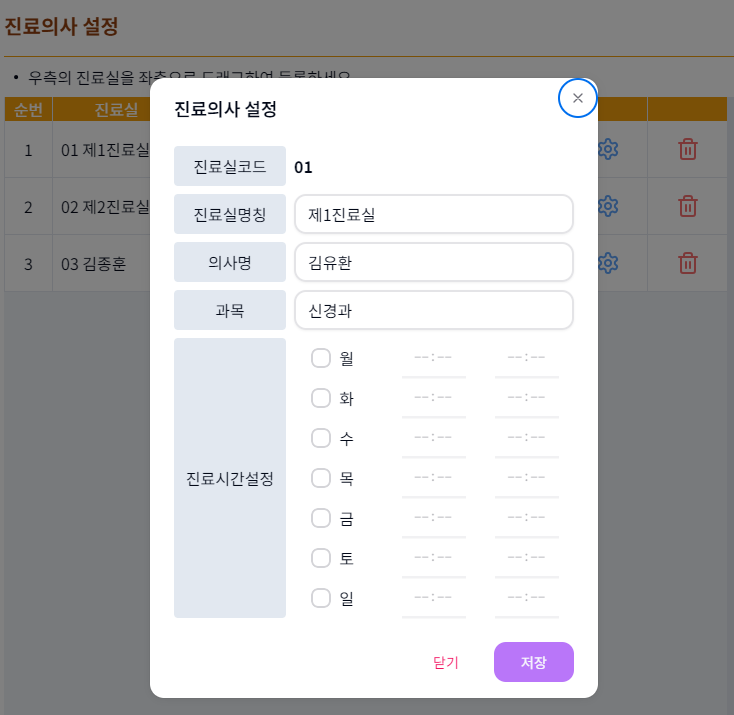 진료의사 설정
• 우측의 진료실을 좌측으로 드래그하여 등록하세요
순번 진료실
1 01 제1진료실
2 02 제2진료실
3 03 김종훈
진료의사 설정
진료실코드 01
진료실명칭 제1진료실
의사명 김유환
과목 신경과
진료시간설정
월 --:-- --:--
화 --:-- --:--
수 --:-- --:--
목 --:-- --:--
금 --:-- --:--
토 --:-- --:--
일 --:-- --:--
닫기 저장